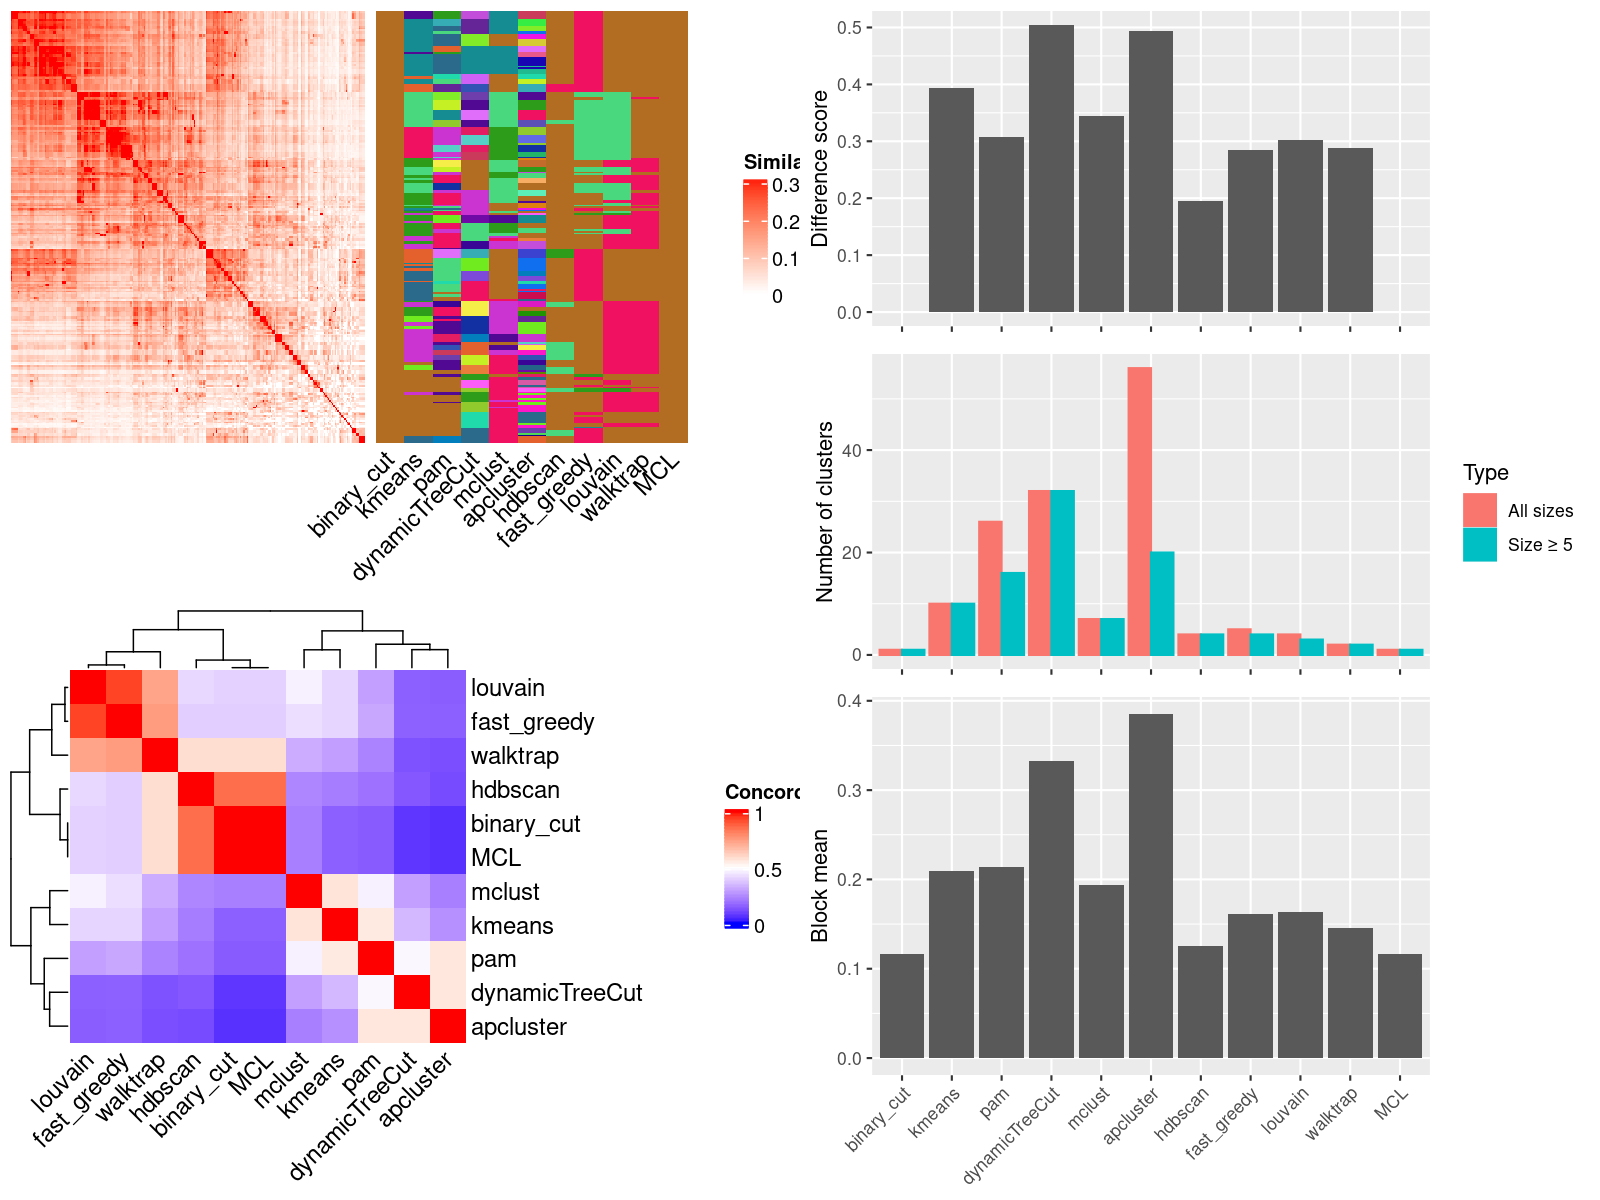 Simila
0.3
0.2
0.1
0
binary_cut
kmeans
pam
dynamicTreeCut
mclust
apcluster
hdbscan
fast_greedy
louvain
walktrap
MCL
louvain
fast_greedy
walktrap
hdbscan
binary_cut
MCL
mclust
kmeans
pam
dynamicTreeCut
apcluster
louvain
fast_greedy
walktrap
hdbscan
binary_cut
MCL
mclust
kmeans
pam
dynamicTreeCut
apcluster
Concord
1
0.5
0
Difference score
0.5
0.4
0.3
0.2
0.1
0.0
Number of clusters
40
20
0
Type
All sizes
Size ≥ 5
Block mean
0.4
0.3
0.2
0.1
0.0
binary_cut
kmeans
pam
dynamicTreeCut
mclust
apcluster
hdbscan
fast_greedy
louvain
walktrap
MCL